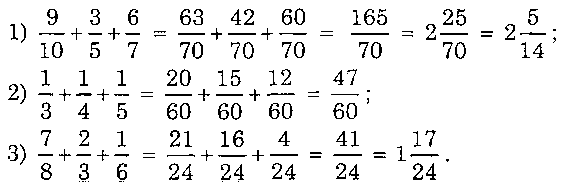 1) 9/10 + 3/5 + 6/7 = 63/70 + 42/70 + 60/70 = 165/70 = 2 25/70 = 2 5/14 ;
2) 1/3 + 1/4 + 1/5 = 20/60 + 15/60 + 12/60 = 47/60 ;
3) 7/8 + 2/3 + 1/6 = 21/24 + 16/24 + 4/24 = 41/24 = 1 17/24 .